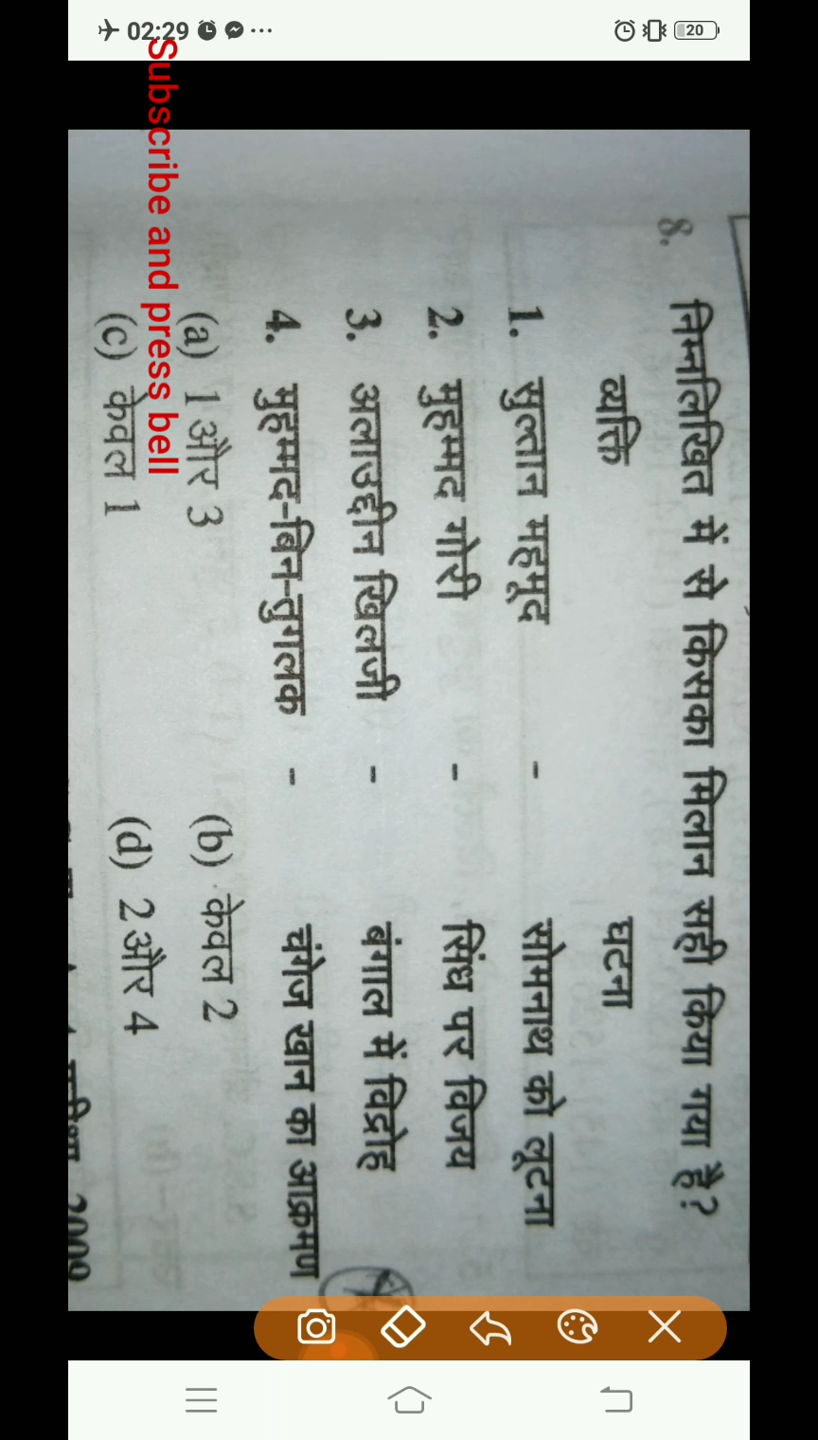 02:29
20
Subscribe and press bell
8. निम्नलिखित में से किसका मिलान सही किया गया है?
व्यक्ति घटना
1. सुल्तान महमूद - सोमनाथ को लूटना
2. मुहम्मद गोरी - सिंध पर विजय
3. अलाउद्दीन खिलजी - बंगाल में विद्रोह
4. मुहम्मद-बिन-तुगलक - चंगेज खान का आक्रमण
(a) 1 और 3 (b) केवल 2
(c) केवल 1 (d) 2 और 4
2009